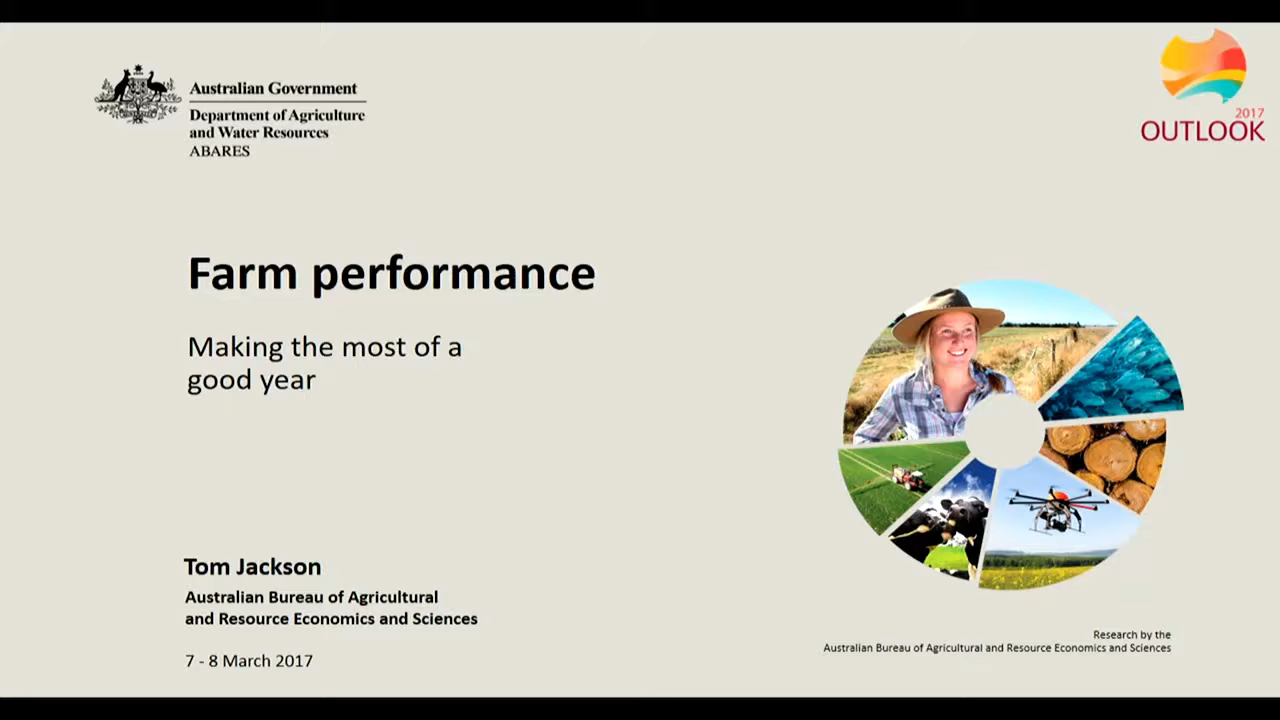 Australian Government
Department of Agriculture
and Water Resources
ABARES
2017
OUTLOOK
Farm performance
Making the most of a
good year
Tom Jackson
Australian Bureau of Agricultural
and Resource Economics and Sciences
7 - 8 March 2017
Research by the
Australian Bureau of Agricultural and Resource Economics and Sciences